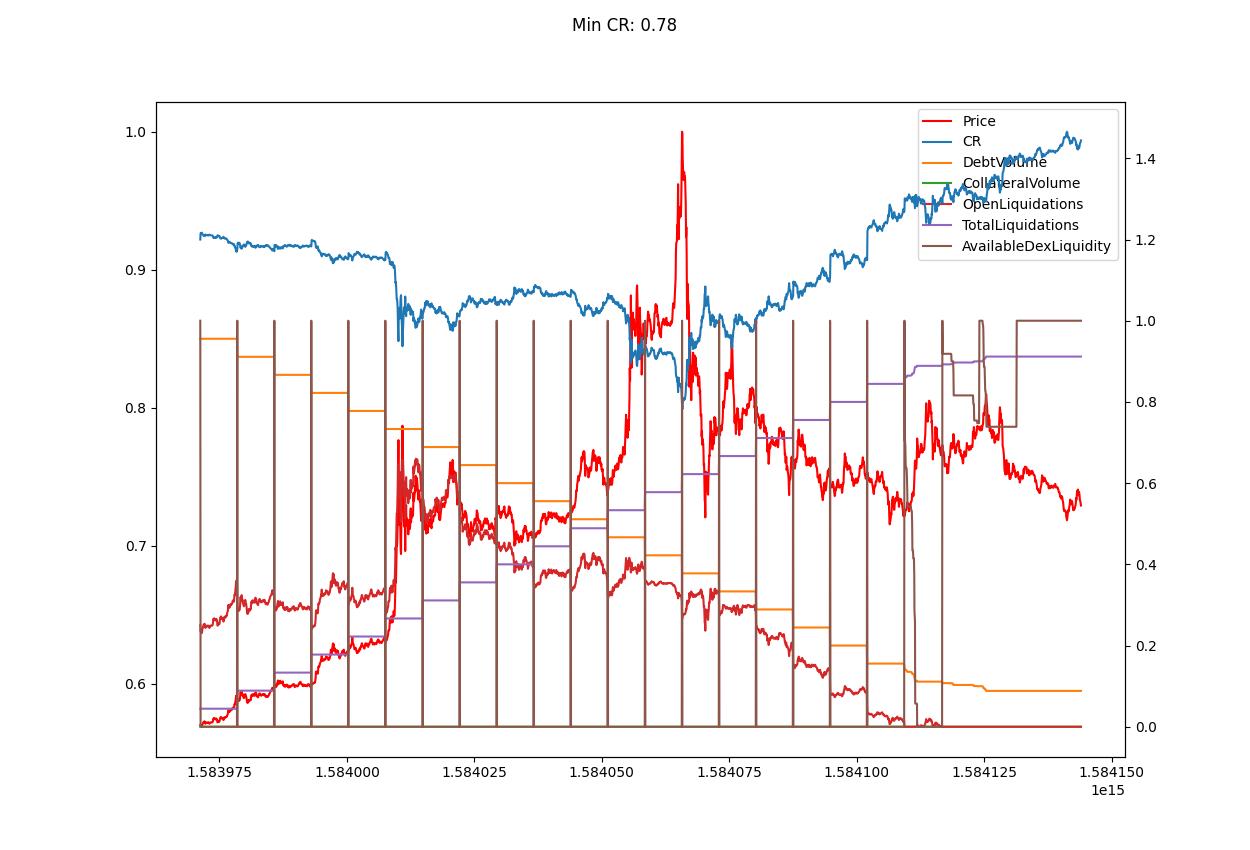 Min CR: 0.78
1.0
0.9
0.8
0.7
0.6
Price
CR
DebtVolume
CollateralVolume
OpenLiquidations
TotalLiquidations
AvailableDexLiquidity
1.4
1.2
1.0
0.8
0.6
0.4
0.2
0.0
1.583975 1.584000 1.584025 1.584050 1.584075 1.584100 1.584125 1.584150
1e15